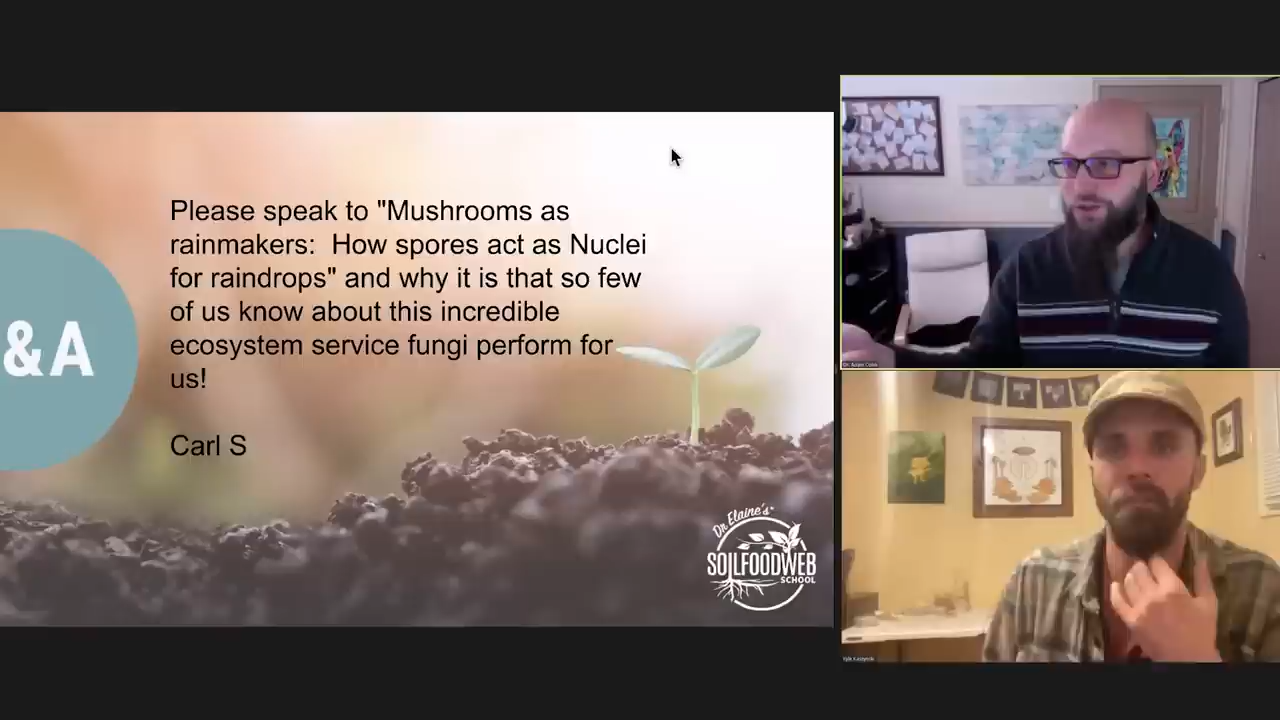 &A
Please speak to "Mushrooms as
rainmakers:  How spores act as Nuclei
for raindrops" and why it is that so few
of us know about this incredible
ecosystem service fungi perform for
us!
Carl S
Dr. Elaine's
SOILFOODWEB
SCHOOL